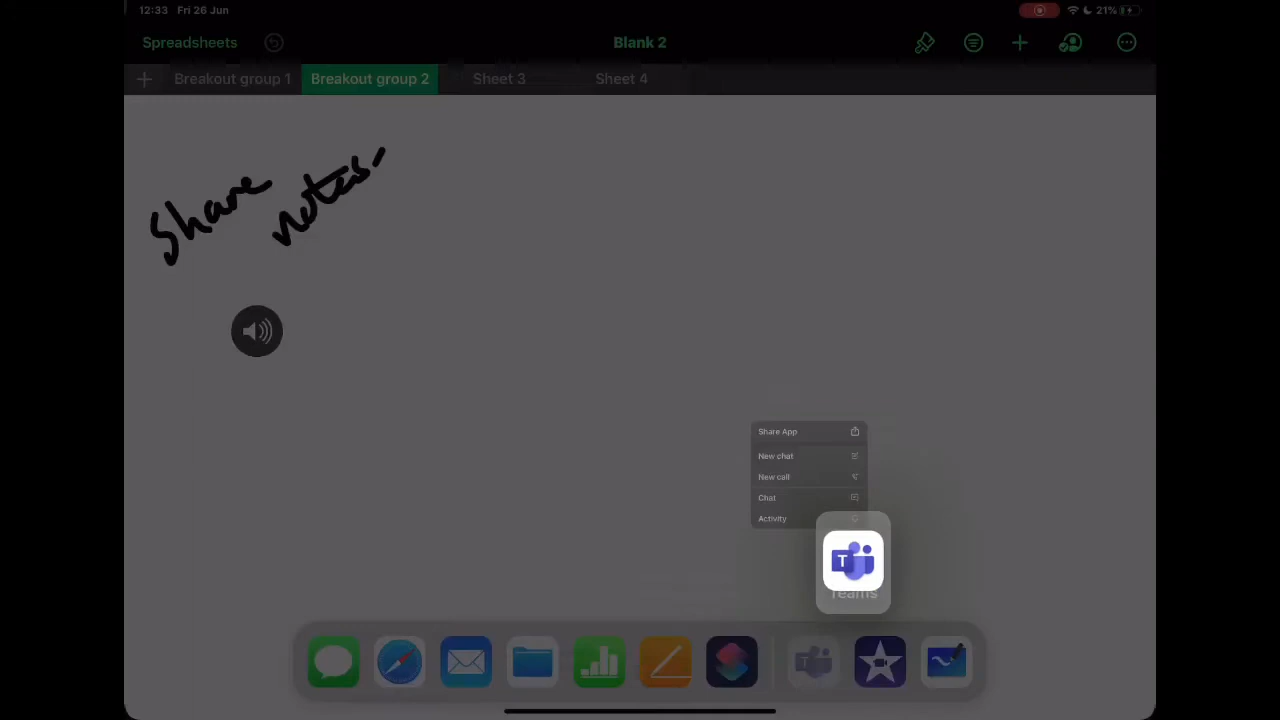 12:33 Fri 26 Jun 21%
Spreadsheets Blank 2
Breakout group 1 Breakout group 2 Sheet 3 Sheet 4
Share notes.
Share App
New chat
New call
Chat
Activity
T
Teams